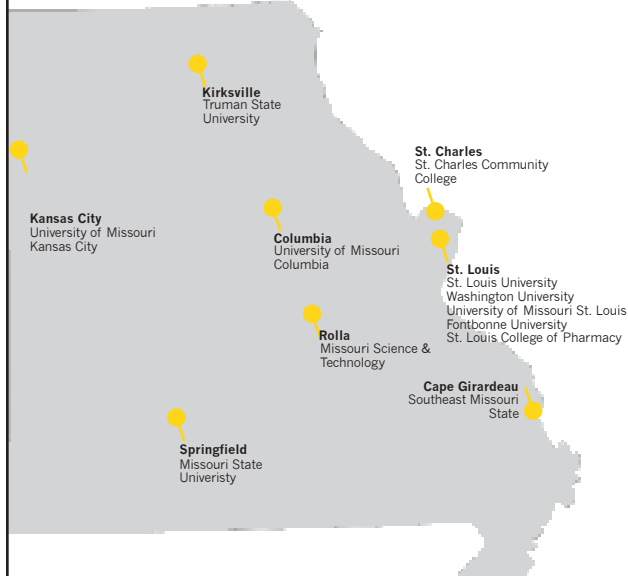 Kirksville
Truman State
University
St. Charles
St. Charles Community
College
Kansas City
University of Missouri
Kansas City
Columbia
University of Missouri
Columbia
St. Louis
St. Louis University
Washington University
University of Missouri St. Louis
Fontbonne University
St. Louis College of Pharmacy
Rolla
Missouri Science &
Technology
Cape Girardeau
Southeast Missouri
State
Springfield
Missouri State
Univeristy